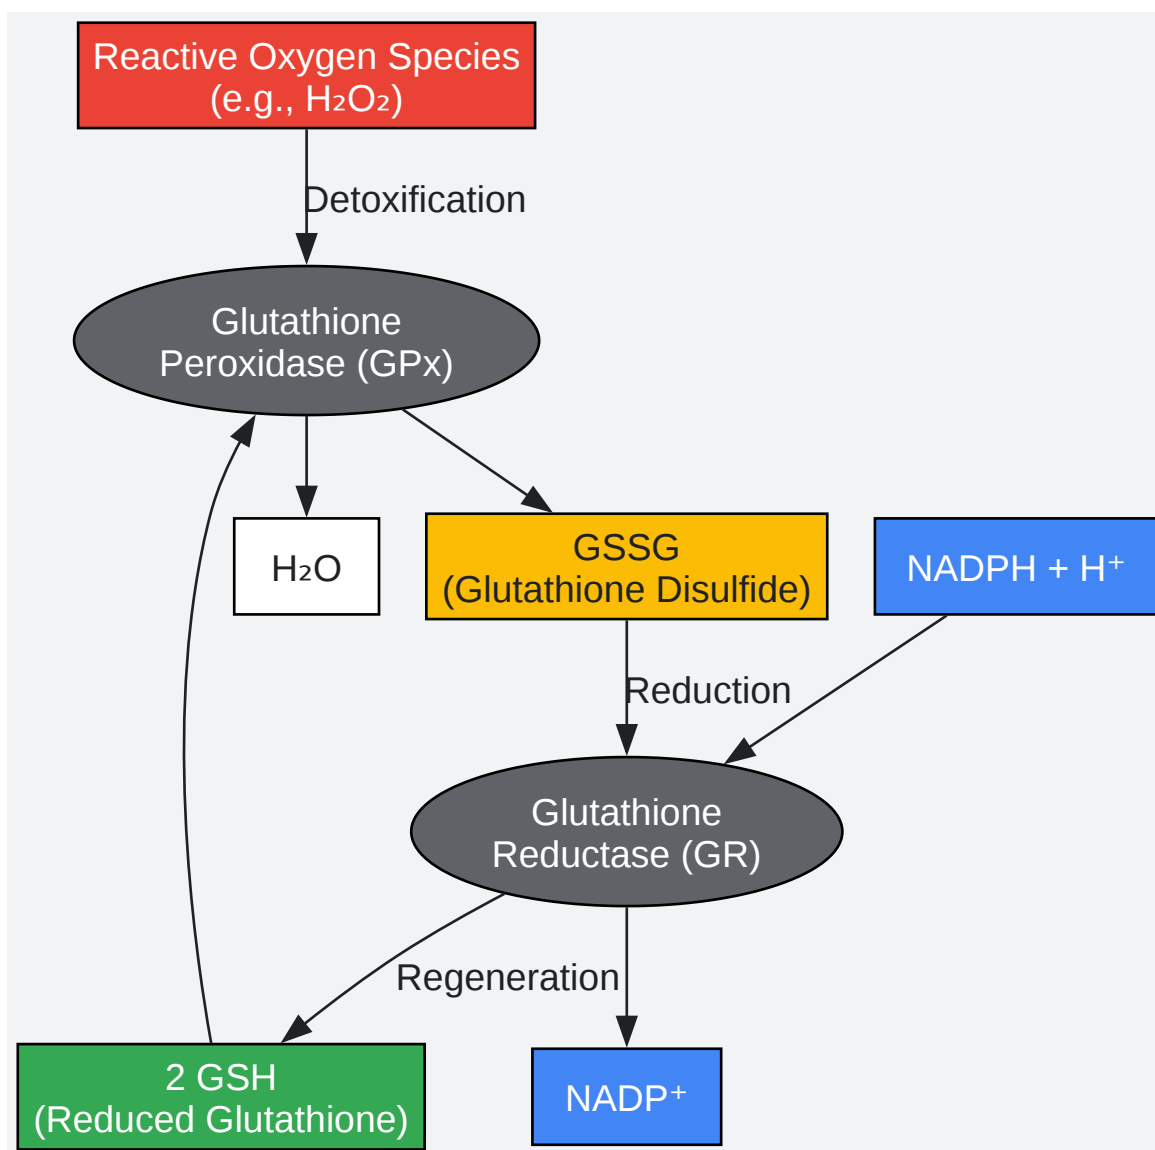 Reactive Oxygen Species
(e.g., H₂O₂)
Detoxification
Glutathione
Peroxidase (GPx)
H₂O
GSSG
(Glutathione Disulfide)
NADPH + H⁺
Reduction
Glutathione
Reductase (GR)
Regeneration
2 GSH
(Reduced Glutathione)
NADP⁺